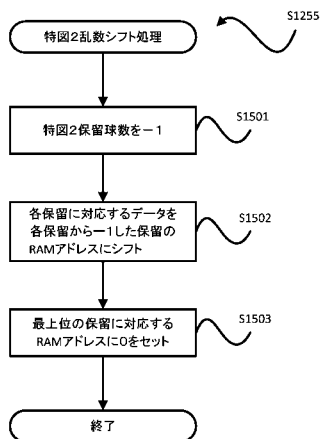 特図２乱数シフト処理
S1255
特図２保留球数を－１
S1501
各保留に対応するデータを
各保留から－１した保留の
RAMアドレスにシフト
S1502
最上位の保留に対応する
RAMアドレスに０をセット
S1503
終了